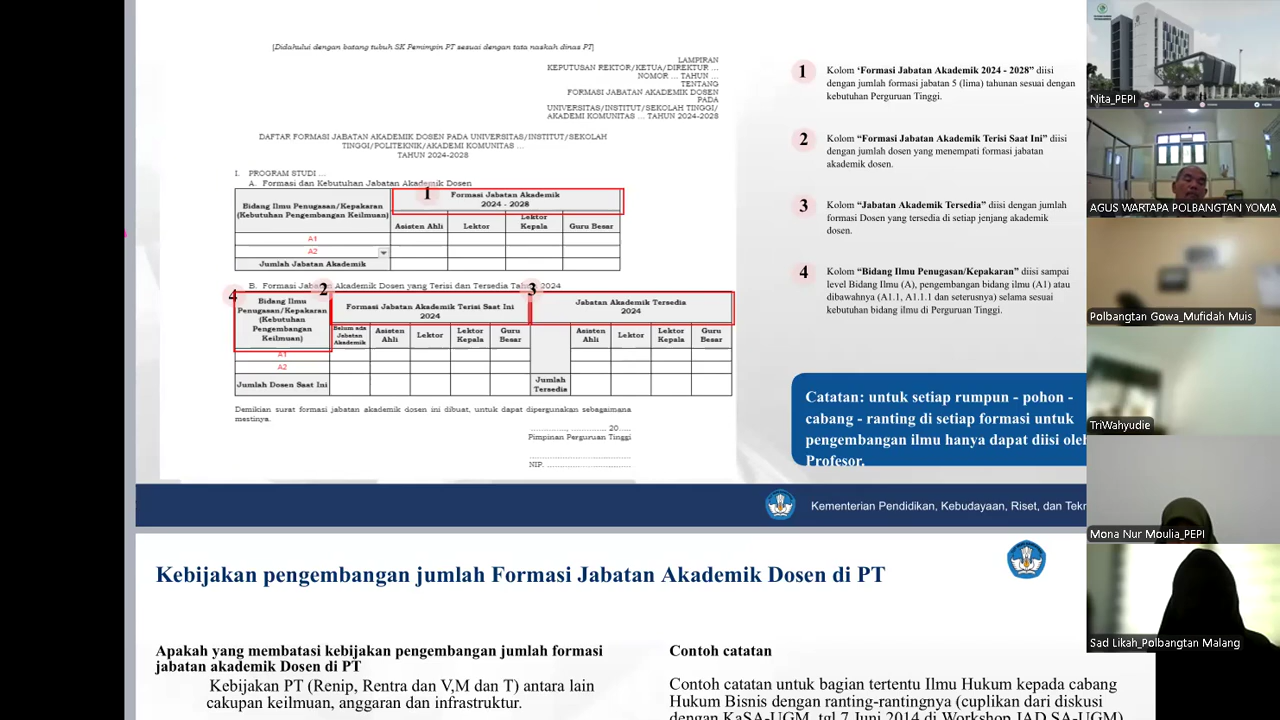 [Didahului dengan batang tubuh SK Pemimpin PT sesuai dengan tata naskah dinas PT]
LAMPIRAN
KEPUTUSAN REKTOR/KETUA/DIREKTUR ...
NOMOR ... TAHUN ...
TENTANG
FORMASI JABATAN AKADEMIK DOSEN
PADA
UNIVERSITAS/INSTITUT/SEKOLAH TINGGI/
AKADEMI KOMUNITAS ... TAHUN 2024-2028
DAFTAR FORMASI JABATAN AKADEMIK DOSEN PADA UNIVERSITAS/INSTITUT/SEKOLAH
TINGGI/POLITEKNIK/AKADEMI KOMUNITAS ...
TAHUN 2024-2028
I. PROGRAM STUDI ...
A. Formasi dan Kebutuhan Jabatan Akademik Dosen
1
Bidang Ilmu Penugasan/Kepakaran
(Kebutuhan Pengembangan Keilmuan)
Formasi Jabatan Akademik
2024 - 2028
Asisten Ahli
Lektor
Lektor
Kepala
Guru Besar
A1
A2
Jumlah Jabatan Akademik
B. Formasi Jabatan Akademik Dosen yang Terisi dan Tersedia Tahun 2024
4
2
3
Bidang Ilmu
Penugasan/Kepakaran
(Kebutuhan
Pengembangan
Keilmuan)
Formasi Jabatan Akademik Terisi Saat Ini
2024
Jabatan Akademik Tersedia
2024
Belum ada
Jabatan
Akademik
Asisten
Ahli
Lektor
Lektor
Kepala
Guru
Besar
Asisten
Ahli
Lektor
Lektor
Kepala
Guru
Besar
A1
A2
Jumlah Dosen Saat Ini
Jumlah
Tersedia
Demikian surat formasi jabatan akademik dosen ini dibuat, untuk dapat dipergunakan sebagaimana
mestinya.
..................., .................. 20.....
Pimpinan Perguruan Tinggi
NIP. ..............................
1
Kolom ‘Formasi Jabatan Akademik 2024 - 2028” diisi
dengan jumlah formasi jabatan 5 (lima) tahunan sesuai dengan
kebutuhan Perguruan Tinggi.
2
Kolom “Formasi Jabatan Akademik Terisi Saat Ini” diisi
dengan jumlah dosen yang menempati formasi jabatan
akademik dosen.
3
Kolom “Jabatan Akademik Tersedia” diisi dengan jumlah
formasi Dosen yang tersedia di setiap jenjang akademik
dosen.
4
Kolom “Bidang Ilmu Penugasan/Kepakaran” diisi sampai
level Bidang Ilmu (A), pengembangan bidang ilmu (A1) atau
dibawahnya (A1.1, A1.1.1 dan seterusnya) selama sesuai
kebutuhan bidang ilmu di Perguruan Tinggi.
Catatan: untuk setiap rumpun - pohon -
cabang - ranting di setiap formasi untuk
pengembangan ilmu hanya dapat diisi oleh
Profesor.
Kementerian Pendidikan, Kebudayaan, Riset, dan Tekn
Kebijakan pengembangan jumlah Formasi Jabatan Akademik Dosen di PT
Apakah yang membatasi kebijakan pengembangan jumlah formasi
jabatan akademik Dosen di PT
Kebijakan PT (Renip, Rentra dan V,M dan T) antara lain
cakupan keilmuan, anggaran dan infrastruktur.
Contoh catatan
Contoh catatan untuk bagian tertentu Ilmu Hukum kepada cabang
Hukum Bisnis dengan ranting-rantingnya (cuplikan dari diskusi
dengan KaSA-UGM, tgl 7 Juni 2014 di Workshop JAD SA-UGM)
Nita_PEPI
AGUS WARTAPA POLBANGTAN YOMA
Polbangtan Gowa_Mufidah Muis
TriWahyudie
Mona Nur Moulia_PEPI
Sad Likah_Polbangtan Malang